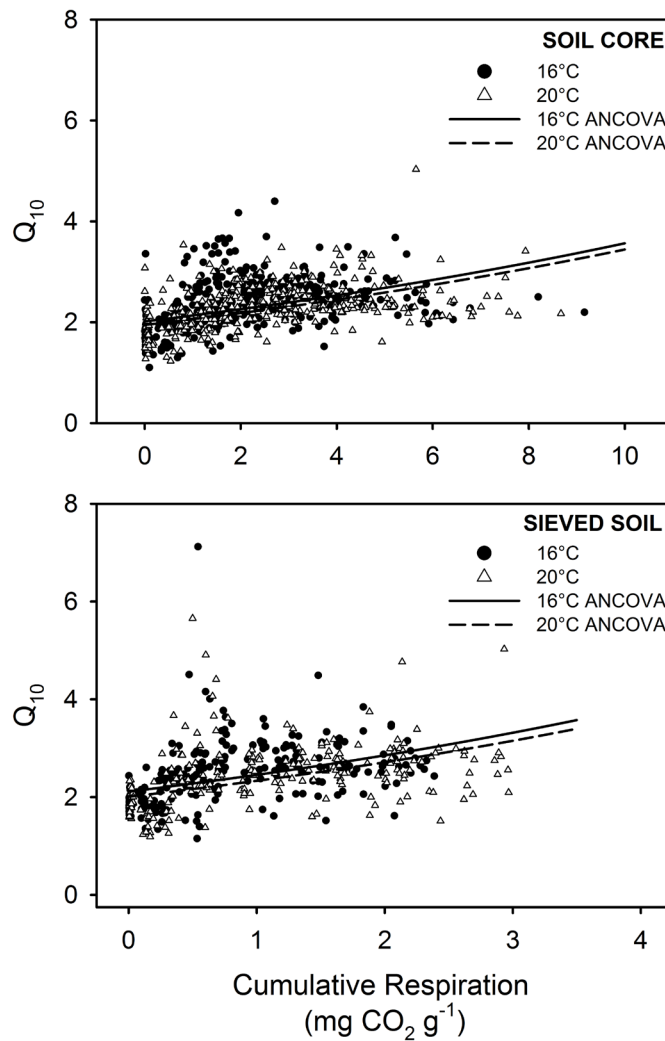 8
6
4
2
0
Q10
SOIL CORE
16°C
20°C
16°C ANCOVA
20°C ANCOVA
0 2 4 6 8 10
8
6
4
2
0
Q10
SIEVED SOIL
16°C
20°C
16°C ANCOVA
20°C ANCOVA
0 1 2 3 4
Cumulative Respiration
(mg CO2 g-1)